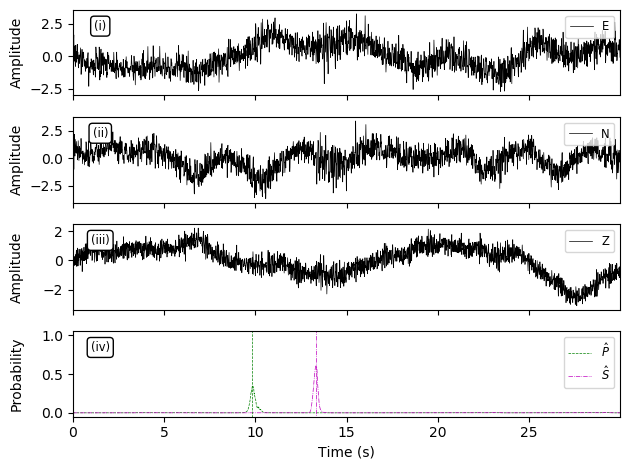 (i)
E
Amplitude
2.5
0.0
−2.5
(ii)
N
Amplitude
2.5
0.0
−2.5
(iii)
Z
Amplitude
2
0
−2
(iv)
P̂
Ŝ
Probability
1.0
0.5
0.0
0 5 10 15 20 25
Time (s)